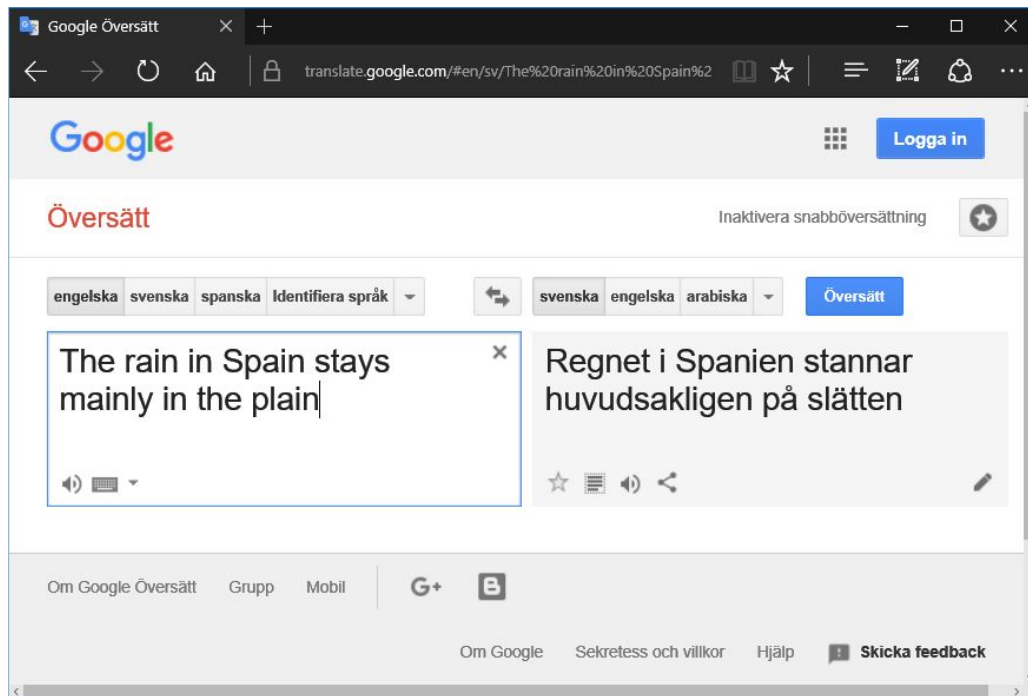 Google Översätt
translate.google.com/#en/sv/The%20rain%20in%20Spain%2
Google
Logga in
Översätt
Inaktivera snabböversättning
engelska svenska spanska Identifiera språk
svenska engelska arabiska
Översätt
The rain in Spain stays
mainly in the plain
Regnet i Spanien stannar
huvudsakligen på slätten
Om Google Översätt Grupp Mobil G+ B
Om Google Sekretess och villkor Hjälp Skicka feedback